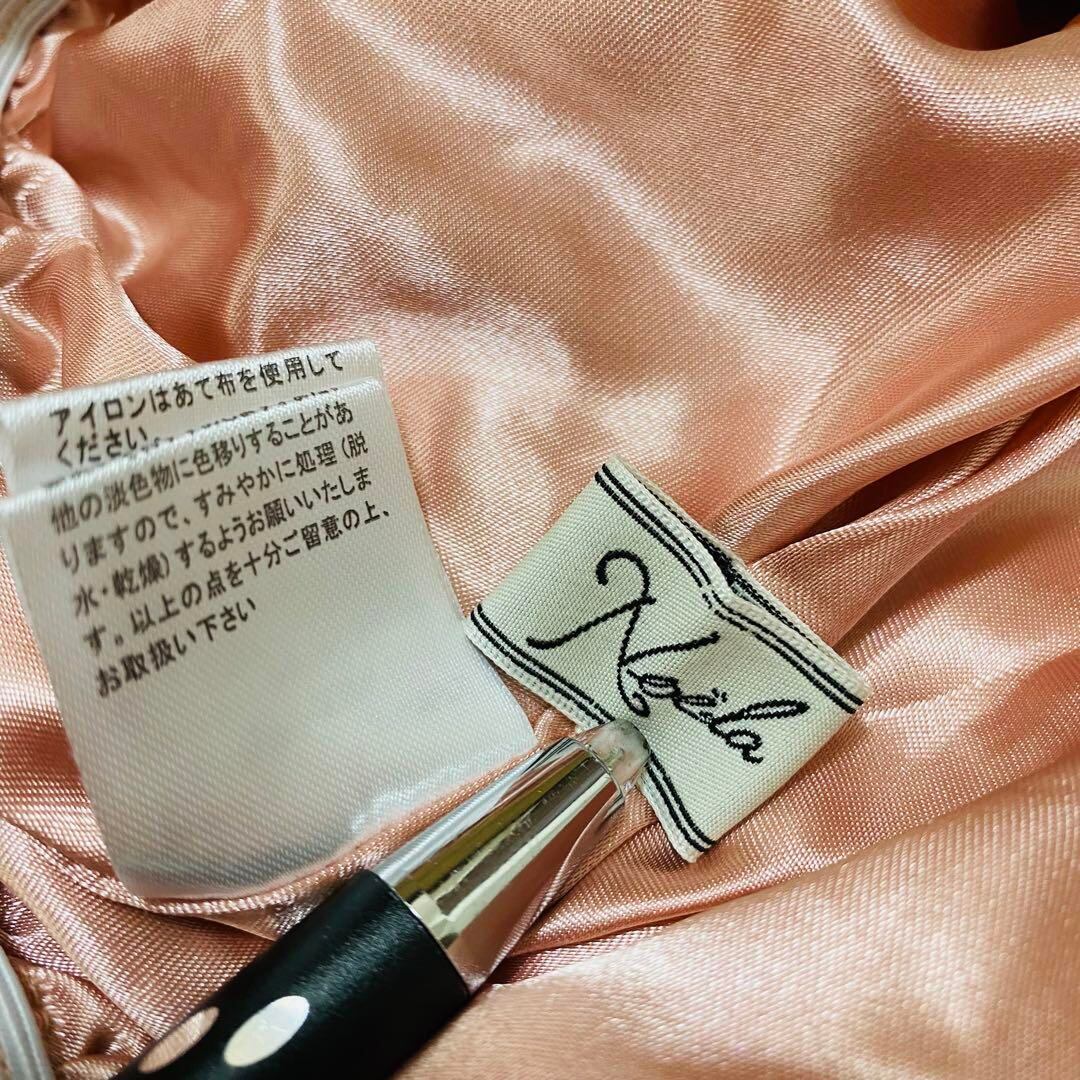 アイロンはあて布を使用して
ください。
他の淡色物に色移りすることがあ
りますので、すみやかに処理(脱
水・乾燥)するようお願いいたしま
す。以上の点を十分ご留意の上、
お取扱い下さい
Noëla